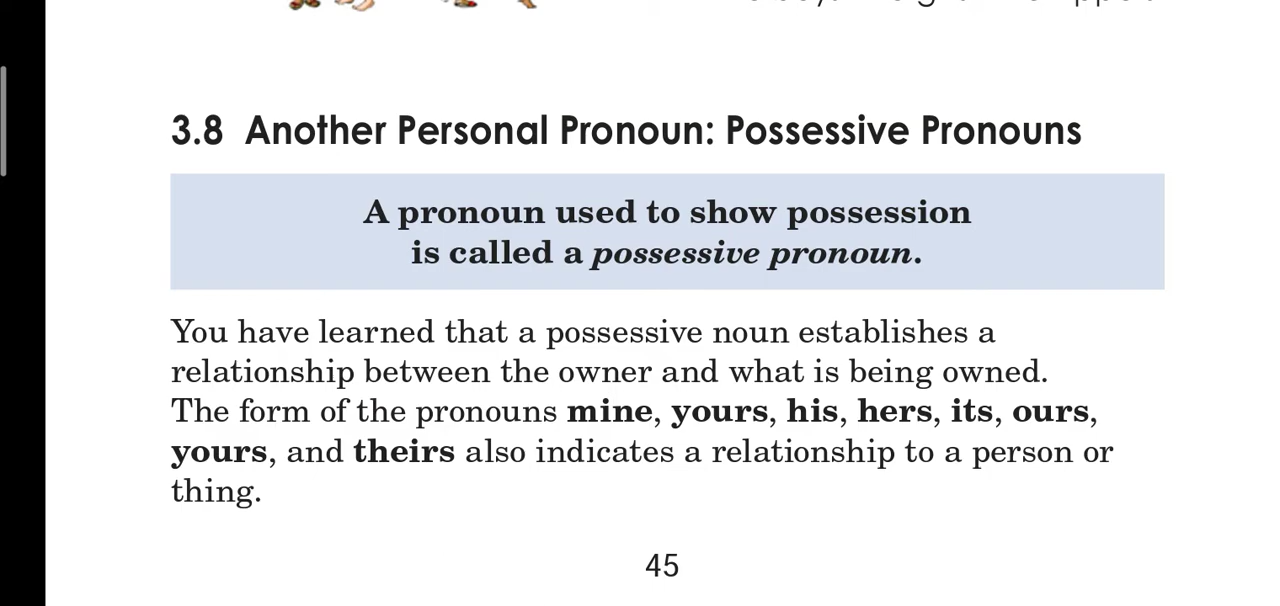 3.8 Another Personal Pronoun: Possessive Pronouns
A pronoun used to show possession
is called a possessive pronoun.
You have learned that a possessive noun establishes a
relationship between the owner and what is being owned.
The form of the pronouns mine, yours, his, hers, its, ours,
yours, and theirs also indicates a relationship to a person or
thing.
45